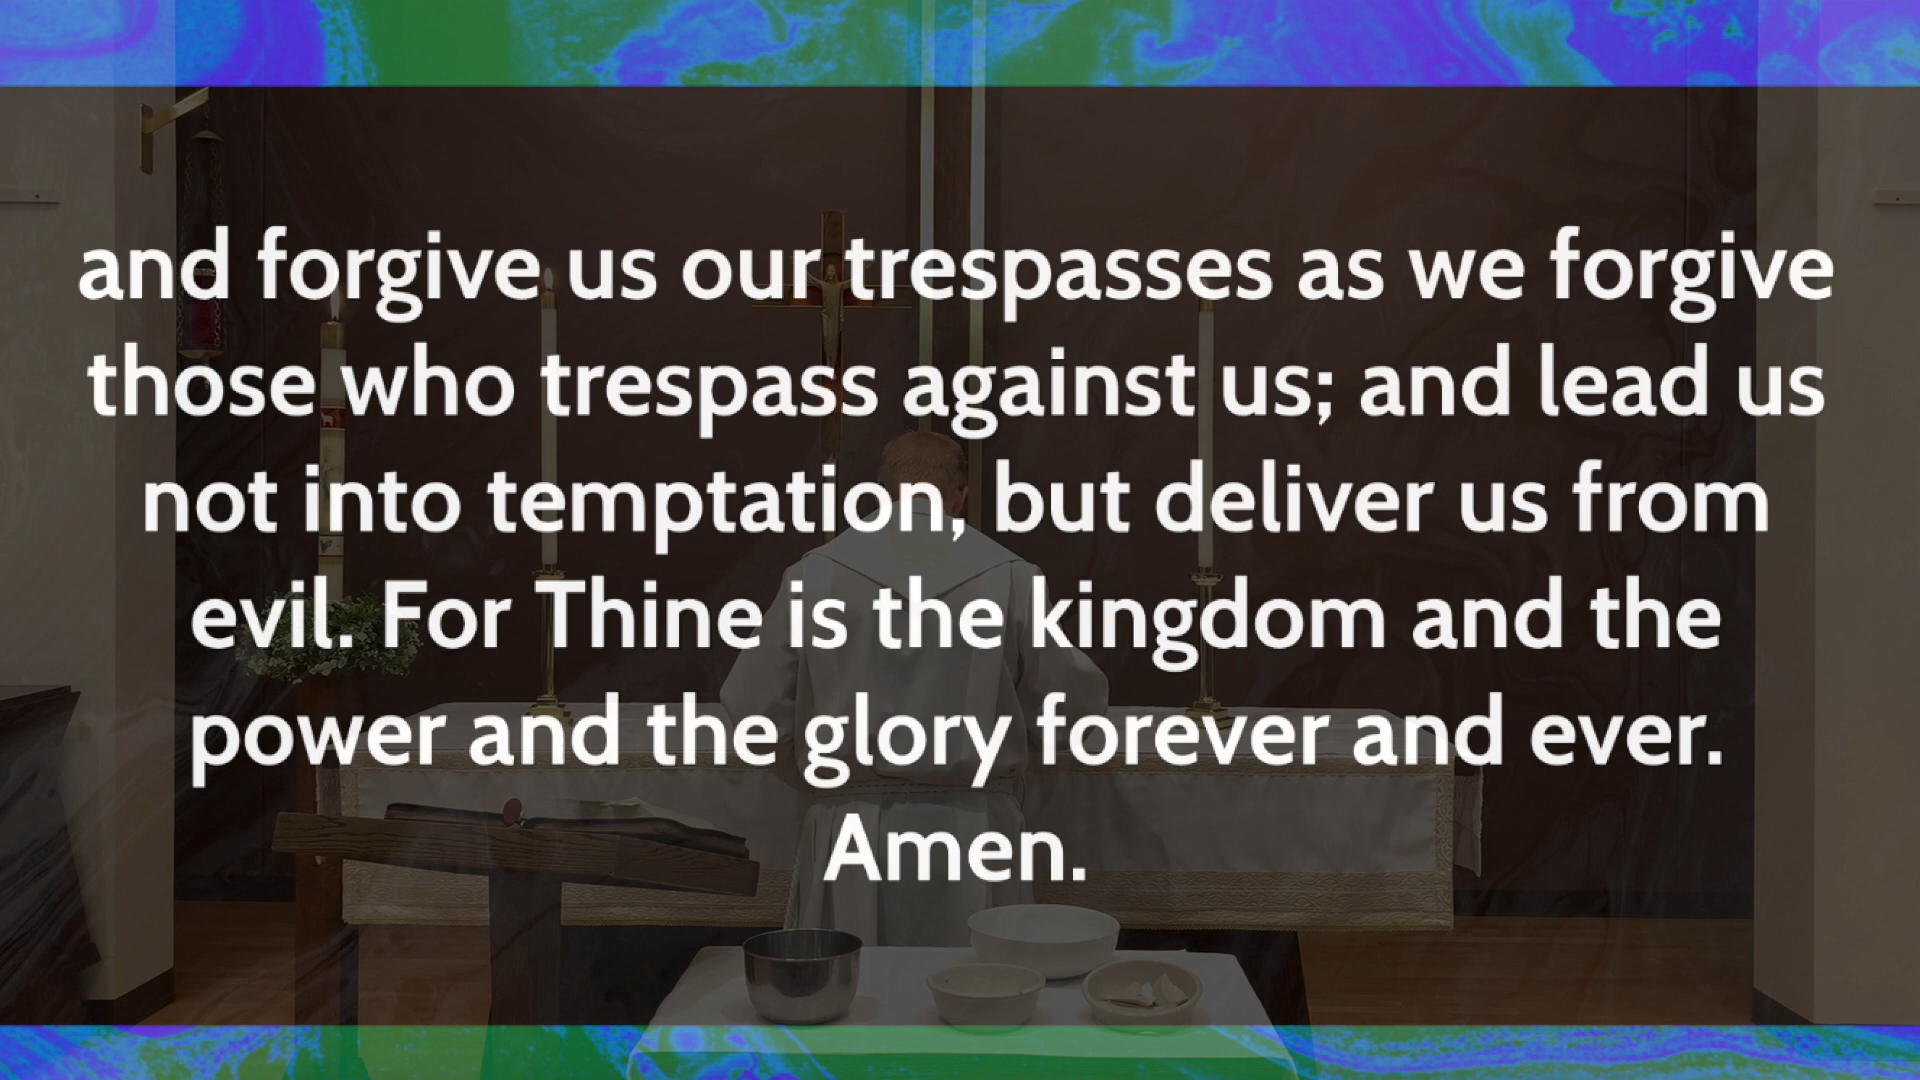 and forgive us our trespasses as we forgive
those who trespass against us; and lead us
not into temptation, but deliver us from
evil. For Thine is the kingdom and the
power and the glory forever and ever.
Amen.